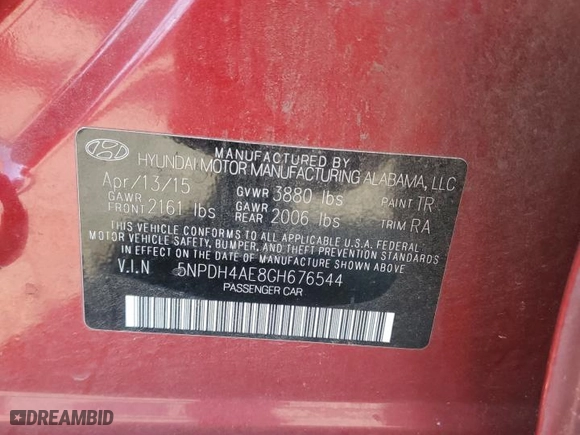 MANUFACTURED BY
HYUNDAI MOTOR MANUFACTURING ALABAMA, LLC
Apr/13/15 GVWR 3880 lbs PAINT TR
GAWR FRONT 2161 lbs GAWR REAR 2006 lbs TRIM RA
THIS VEHICLE CONFORMS TO ALL APPLICABLE U.S.A. FEDERAL
MOTOR VEHICLE SAFETY, BUMPER, AND THEFT PREVENTION STANDARDS
IN EFFECT ON THE DATE OF MANUFACTURE SHOWN ABOVE.
V.I.N 5NPDH4AE8GH676544
PASSENGER CAR
DREAMBID